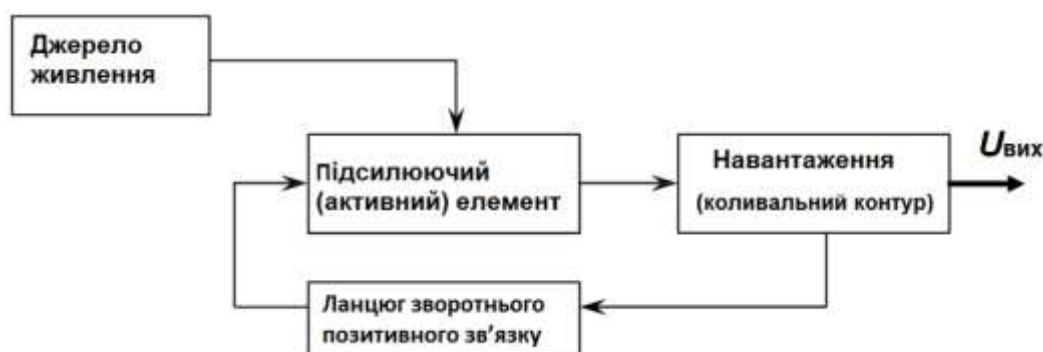 Джерело
живлення
Підсилюючий
(активний) елемент
Навантаження
(коливальний контур)
Uвих
Ланцюг зворотнього
позитивного зв’язку